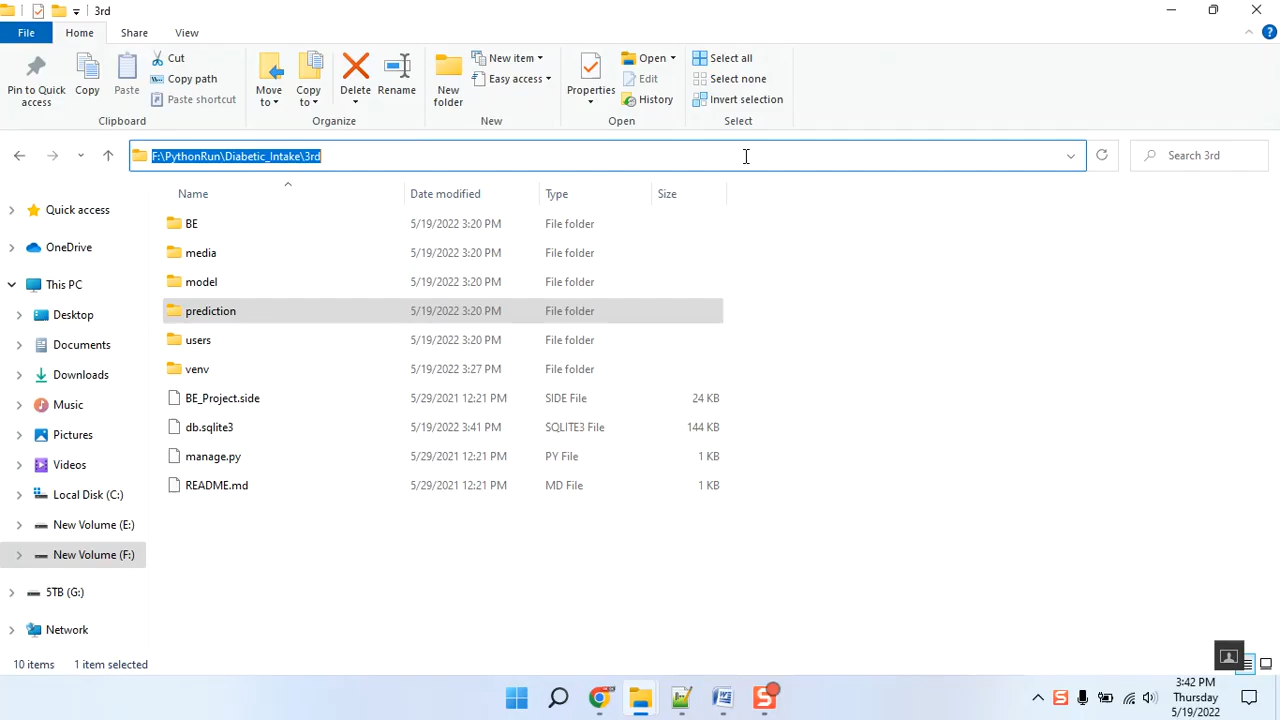 3rd
File Home Share View
Pin to Quick access
Copy
Paste
Cut
Copy path
Paste shortcut
Clipboard
Move to
Copy to
Delete
Rename
Organize
New folder
New item
Easy access
New
Properties
Open
Edit
History
Open
Select all
Select none
Invert selection
Select
F:\PythonRun\Diabetic_Intake\3rd
Search 3rd
Name Date modified Type Size
Quick access
OneDrive
This PC
Desktop
Documents
Downloads
Music
Pictures
Videos
Local Disk (C:)
New Volume (E:)
New Volume (F:)
5TB (G:)
Network
BE 5/19/2022 3:20 PM File folder
media 5/19/2022 3:20 PM File folder
model 5/19/2022 3:20 PM File folder
prediction 5/19/2022 3:20 PM File folder
users 5/19/2022 3:20 PM File folder
venv 5/19/2022 3:27 PM File folder
BE_Project.side 5/29/2021 12:21 PM SIDE File 24 KB
db.sqlite3 5/19/2022 3:41 PM SQLITE3 File 144 KB
manage.py 5/29/2021 12:21 PM PY File 1 KB
README.md 5/29/2021 12:21 PM MD File 1 KB
10 items 1 item selected
3:42 PM
Thursday
5/19/2022